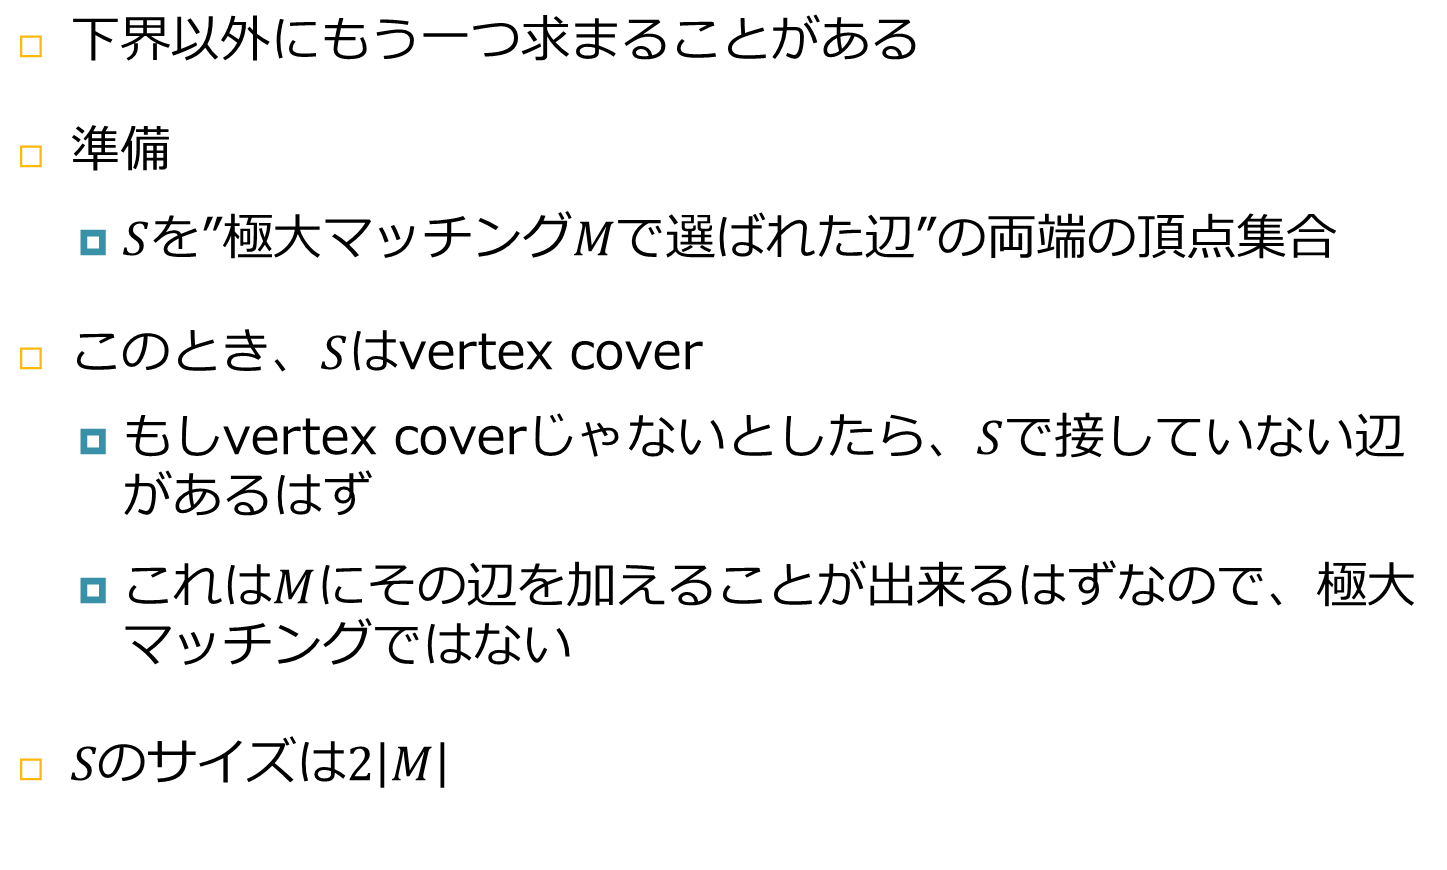 下界以外にもう一つ求まることがある
準備
Sを″極大マッチングMで選ばれた辺″の両端の頂点集合
このとき、Sはvertex cover
もしvertex coverじゃないとしたら、Sで接していない辺
があるはず
これはMにその辺を加えることが出来るはずなので、極大
マッチングではない
Sのサイズは2|M|